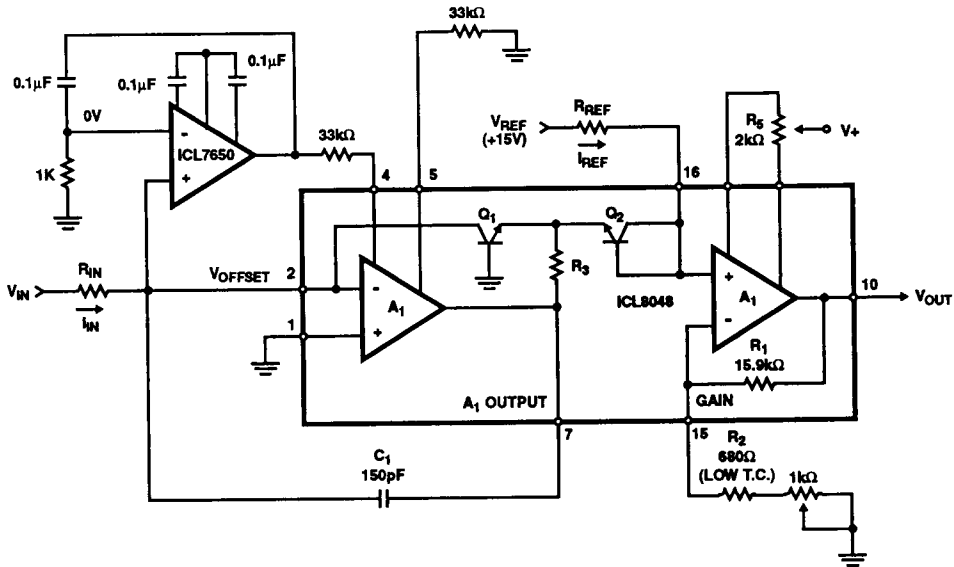 33kΩ
0.1μF
0.1μF
0.1μF
0V
-
ICL7650
+
1K
33kΩ
4
5
VREF
(+15V)
RREF
iREF
16
R5
2kΩ
V+
Q1
Q2
R3
ICL8048
VIN
RIN
iIN
VOFFSET
2
1
-
A1
+
+
A1
-
10
VOUT
R1
15.9kΩ
GAIN
A1 OUTPUT
7
15
C1
150pF
R2
680Ω
(LOW T.C.)
1kΩ